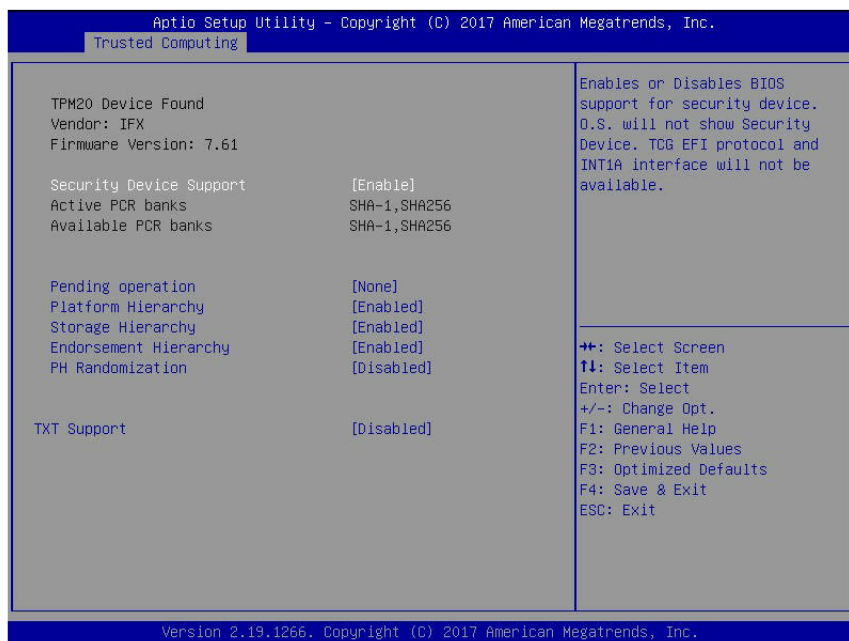 Aptio Setup Utility – Copyright (C) 2017 American Megatrends, Inc.
Trusted Computing
TPM20 Device Found
Vendor: IFX
Firmware Version: 7.61
Security Device Support [Enable]
Active PCR banks SHA-1,SHA256
Available PCR banks SHA-1,SHA256
Pending operation [None]
Platform Hierarchy [Enabled]
Storage Hierarchy [Enabled]
Endorsement Hierarchy [Enabled]
PH Randomization [Disabled]
TXT Support [Disabled]
Enables or Disables BIOS
support for security device.
O.S. will not show Security
Device. TCG EFI protocol and
INT1A interface will not be
available.
→←: Select Screen
↑↓: Select Item
Enter: Select
+/-: Change Opt.
F1: General Help
F2: Previous Values
F3: Optimized Defaults
F4: Save & Exit
ESC: Exit
Version 2.19.1266. Copyright (C) 2017 American Megatrends, Inc.